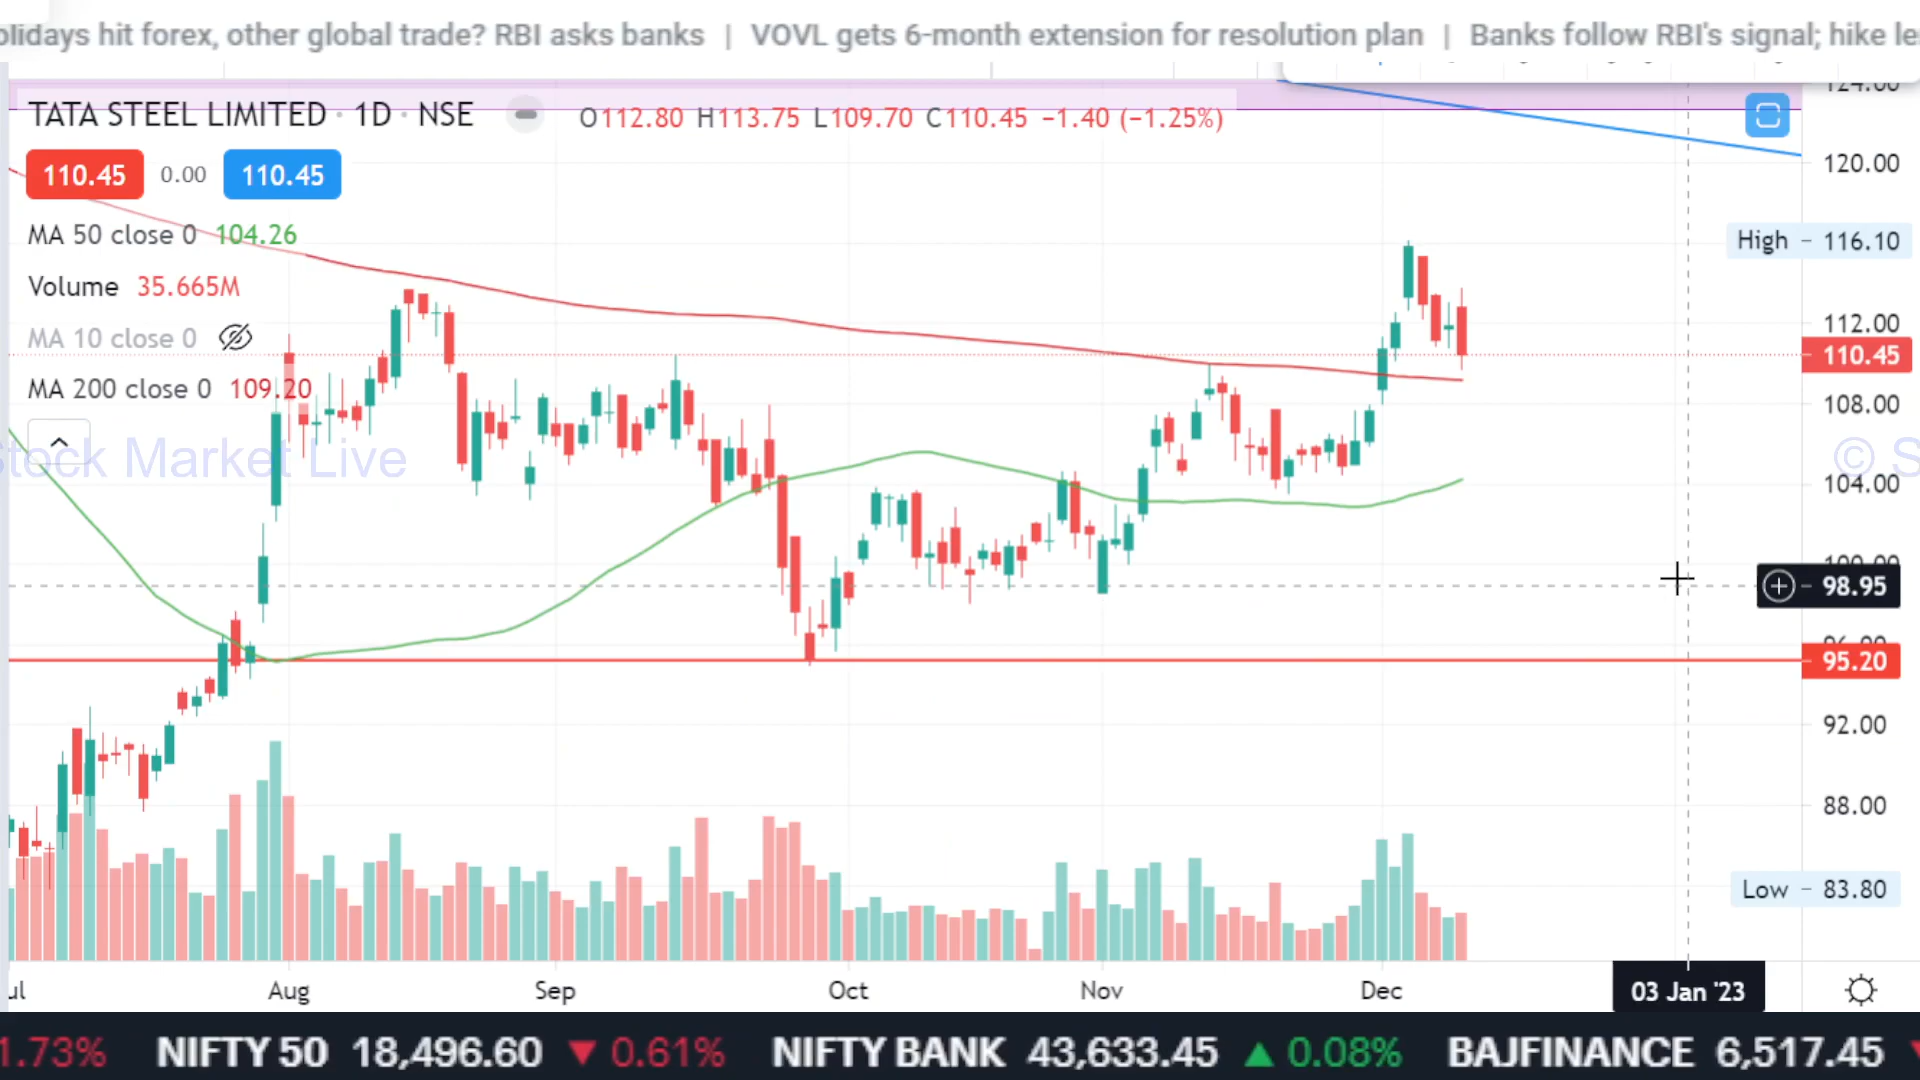 hit forex, other global trade? RBI asks banks | VOVL gets 6-month extension for resolution plan | Banks follow RBI's signal; hike
TATA STEEL LIMITED · 1D · NSE O112.80 H113.75 L109.70 C110.45 −1.40 (−1.25%)
110.45 0.00 110.45
MA 50 close 0 104.26
Volume 35.665M
MA 10 close 0
MA 200 close 0 109.20
Stock Market Live
© S
124.00
120.00
High 116.10
112.00
110.45
108.00
104.00
100.00
98.95
96.00
95.20
92.00
88.00
Low 83.80
Aug Sep Oct Nov Dec 03 Jan '23
1.73% NIFTY 50 18,496.60 ▼ 0.61% NIFTY BANK 43,633.45 ▲ 0.08% BAJFINANCE 6,517.45